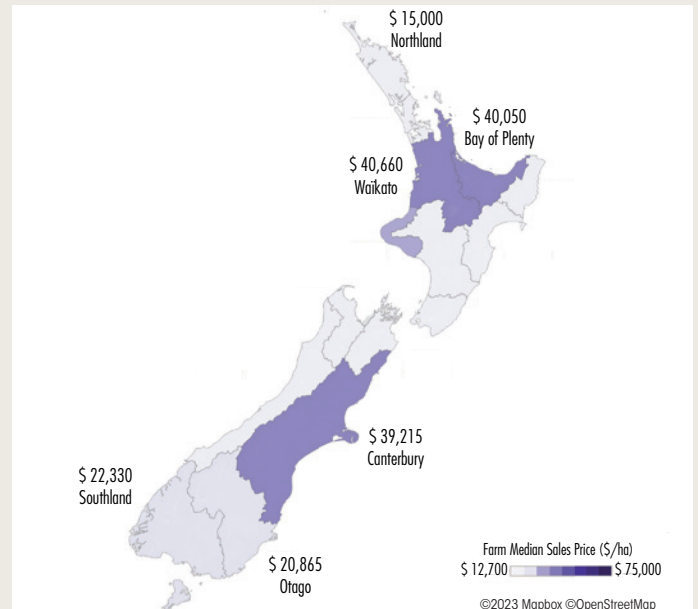 $ 15,000
Northland
$ 40,050
Bay of Plenty
$ 40,660
Waikato
$ 39,215
Canterbury
$ 22,330
Southland
$ 20,865
Otago
Farm Median Sales Price ($/ha)
$ 12,700 $ 75,000
©2023 Mapbox ©OpenStreetMap